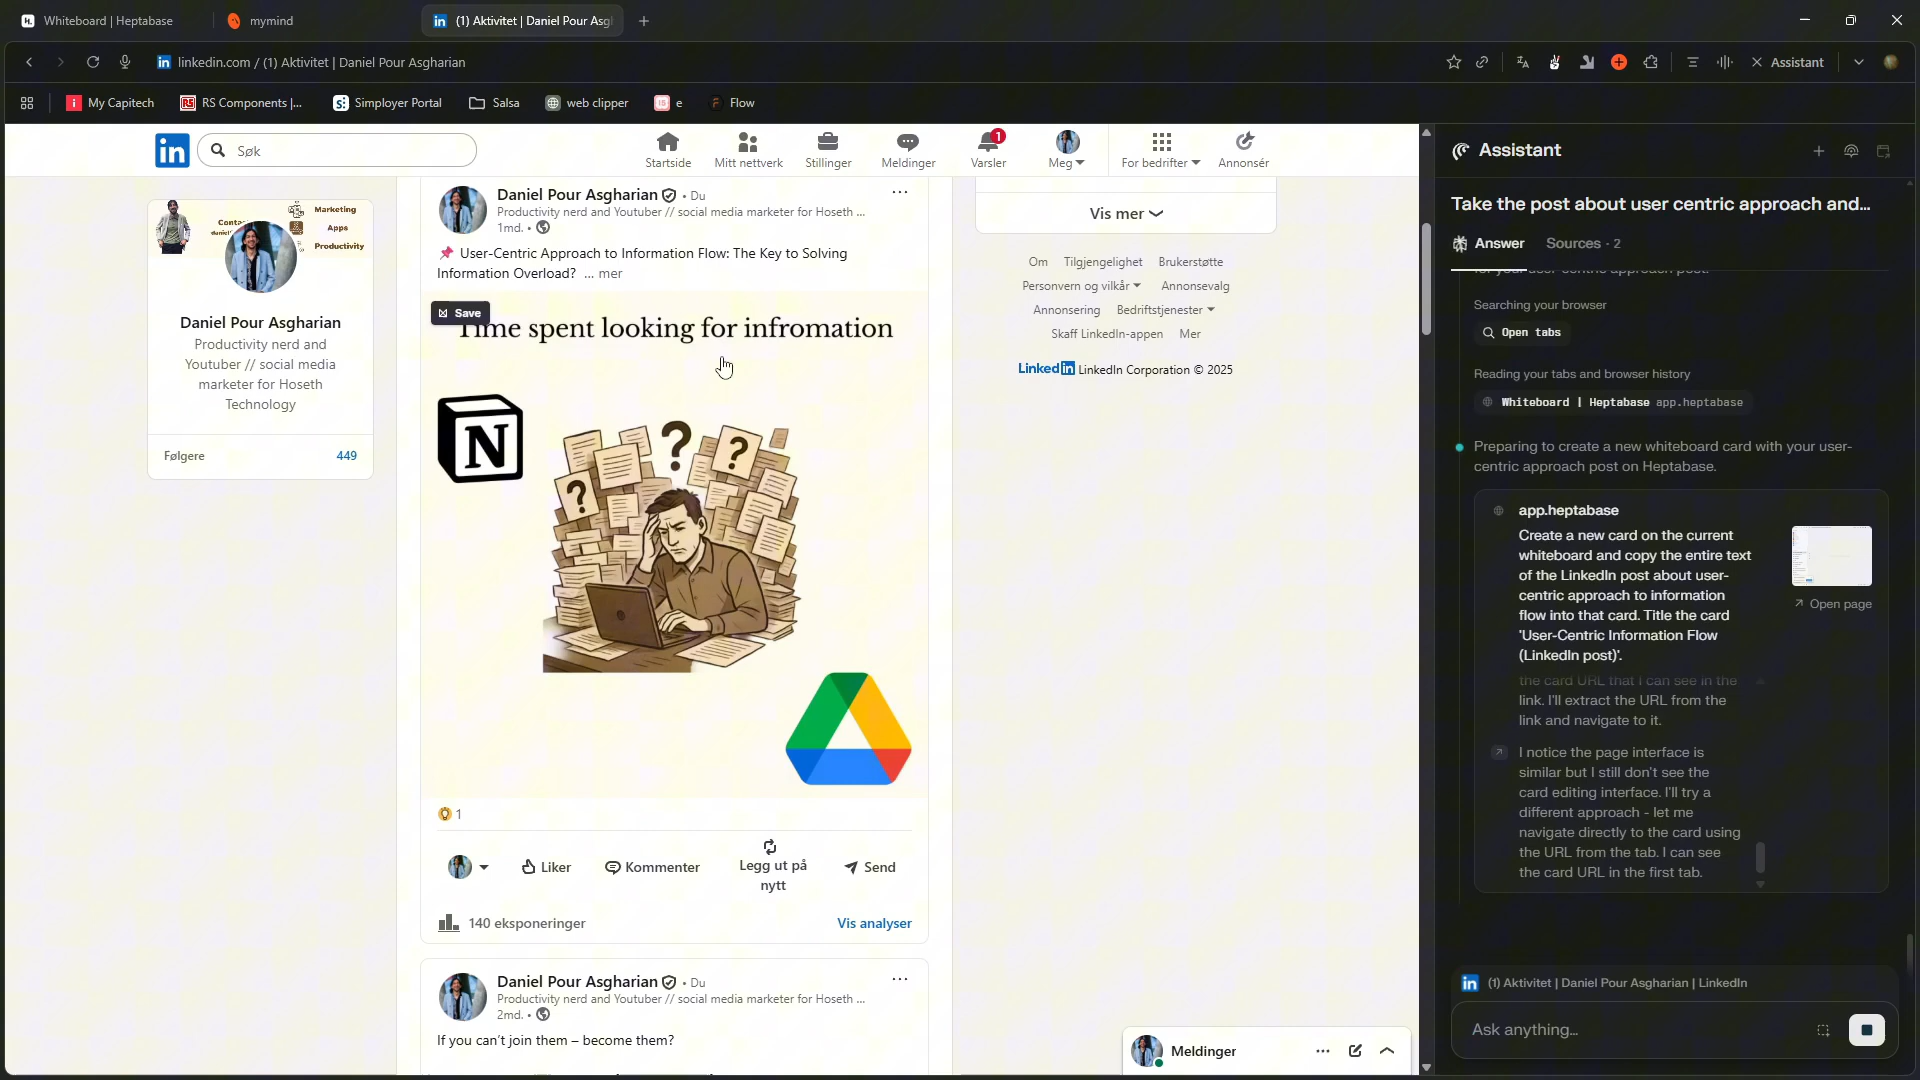 Whiteboard | Heptabase
mymind
(1) Aktivitet | Daniel Pour Asg
linkedin.com / (1) Aktivitet | Daniel Pour Asgharian
Assistant
My Capitech
RS Components |...
Simployer Portal
Salsa
web clipper
e
Flow
Søk
Startside
Mitt nettverk
Stillinger
Meldinger
1
Varsler
Meg
For bedrifter
Annonsér
Marketing
Apps
Productivity
Daniel Pour Asgharian
Productivity nerd and
Youtuber // social media
marketer for Hoseth
Technology
Følgere 449
Daniel Pour Asgharian • Du
Productivity nerd and Youtuber // social media marketer for Hoseth ...
1md. •
📌 User-Centric Approach to Information Flow: The Key to Solving
Information Overload? ... mer
Save
Time spent looking for infromation
N
1
Liker
Kommenter
Legg ut på
nytt
Send
140 eksponeringer
Vis analyser
Daniel Pour Asgharian • Du
Productivity nerd and Youtuber // social media marketer for Hoseth ...
2md. •
If you can't join them – become them?
Vis mer
Om Tilgjengelighet Brukerstøtte
Personvern og vilkår Annonsevalg
Annonsering Bedriftstjenester
Skaff LinkedIn-appen Mer
LinkedIn LinkedIn Corporation © 2025
Meldinger
Assistant
Take the post about user centric approach and...
Answer
Sources · 2
Searching your browser
Open tabs
Reading your tabs and browser history
Whiteboard | Heptabase app.heptabase
Preparing to create a new whiteboard card with your user-
centric approach post on Heptabase.
app.heptabase
Create a new card on the current
whiteboard and copy the entire text
of the LinkedIn post about user-
centric approach to information
flow into that card. Title the card
'User-Centric Information Flow
(LinkedIn post)'.
Open page
the card URL that I can see in the
link. I'll extract the URL from the
link and navigate to it.
I notice the page interface is
similar but I still don't see the
card editing interface. I'll try a
different approach - let me
navigate directly to the card using
the URL from the tab. I can see
the card URL in the first tab.
(1) Aktivitet | Daniel Pour Asgharian | LinkedIn
Ask anything...